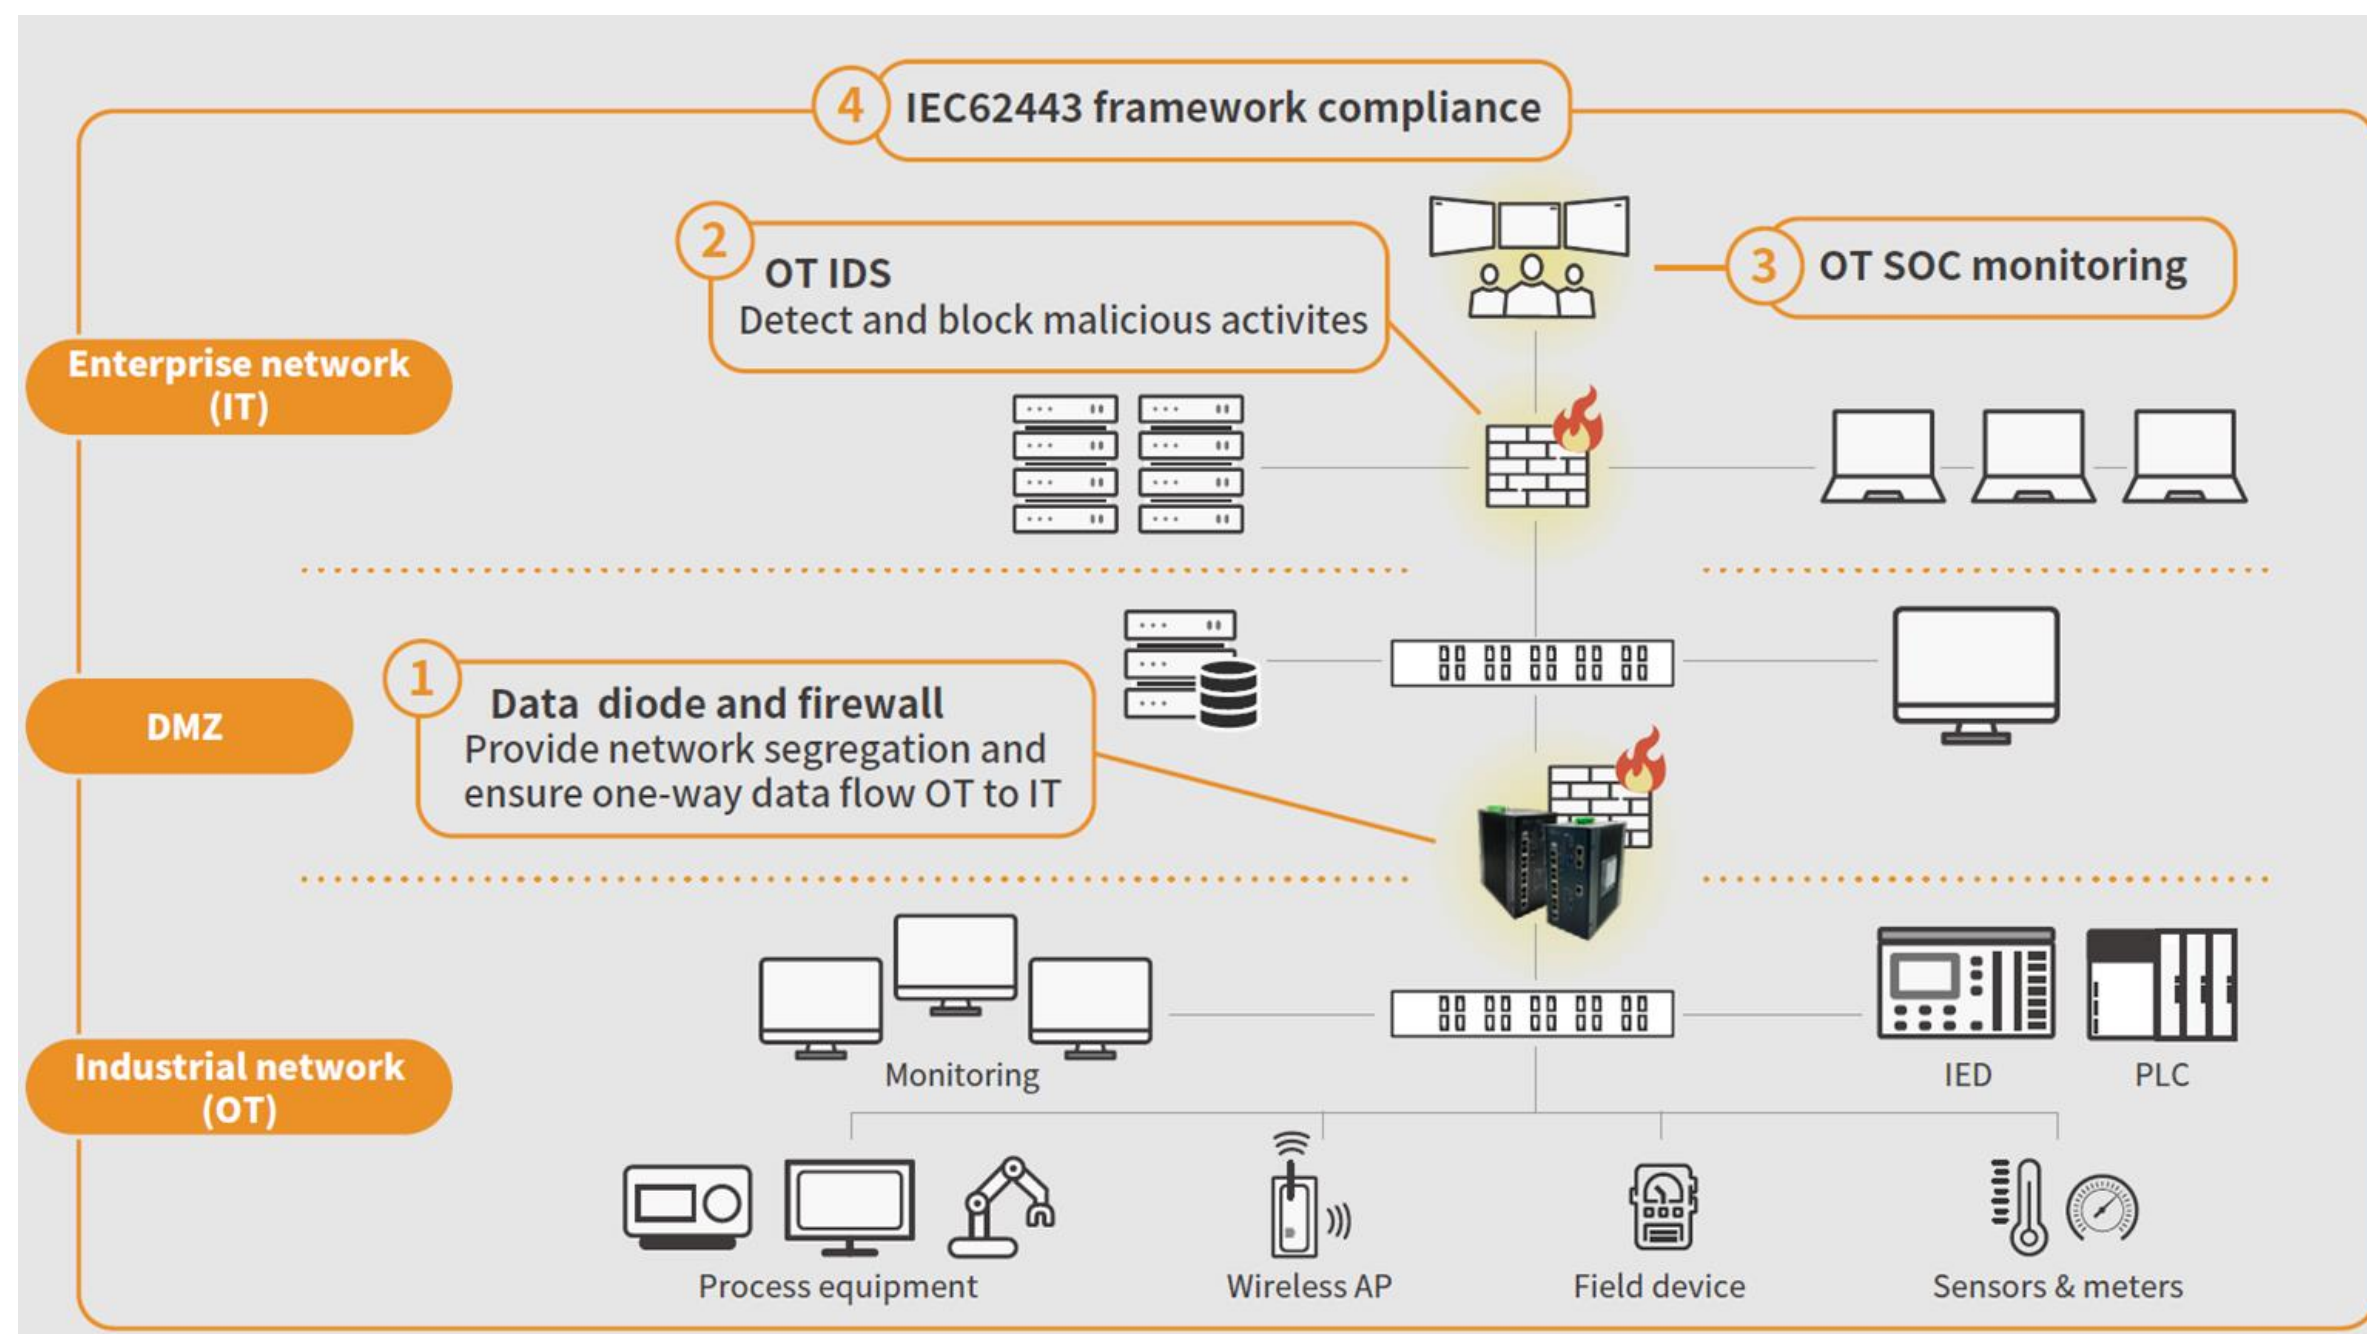 4 IEC62443 framework compliance
2 OT IDS
Detect and block malicious activites
3 OT SOC monitoring
Enterprise network
(IT)
1 Data diode and firewall
Provide network segregation and
ensure one-way data flow OT to IT
DMZ
Industrial network
(OT)
Monitoring
IED
PLC
Process equipment
Wireless AP
Field device
Sensors & meters